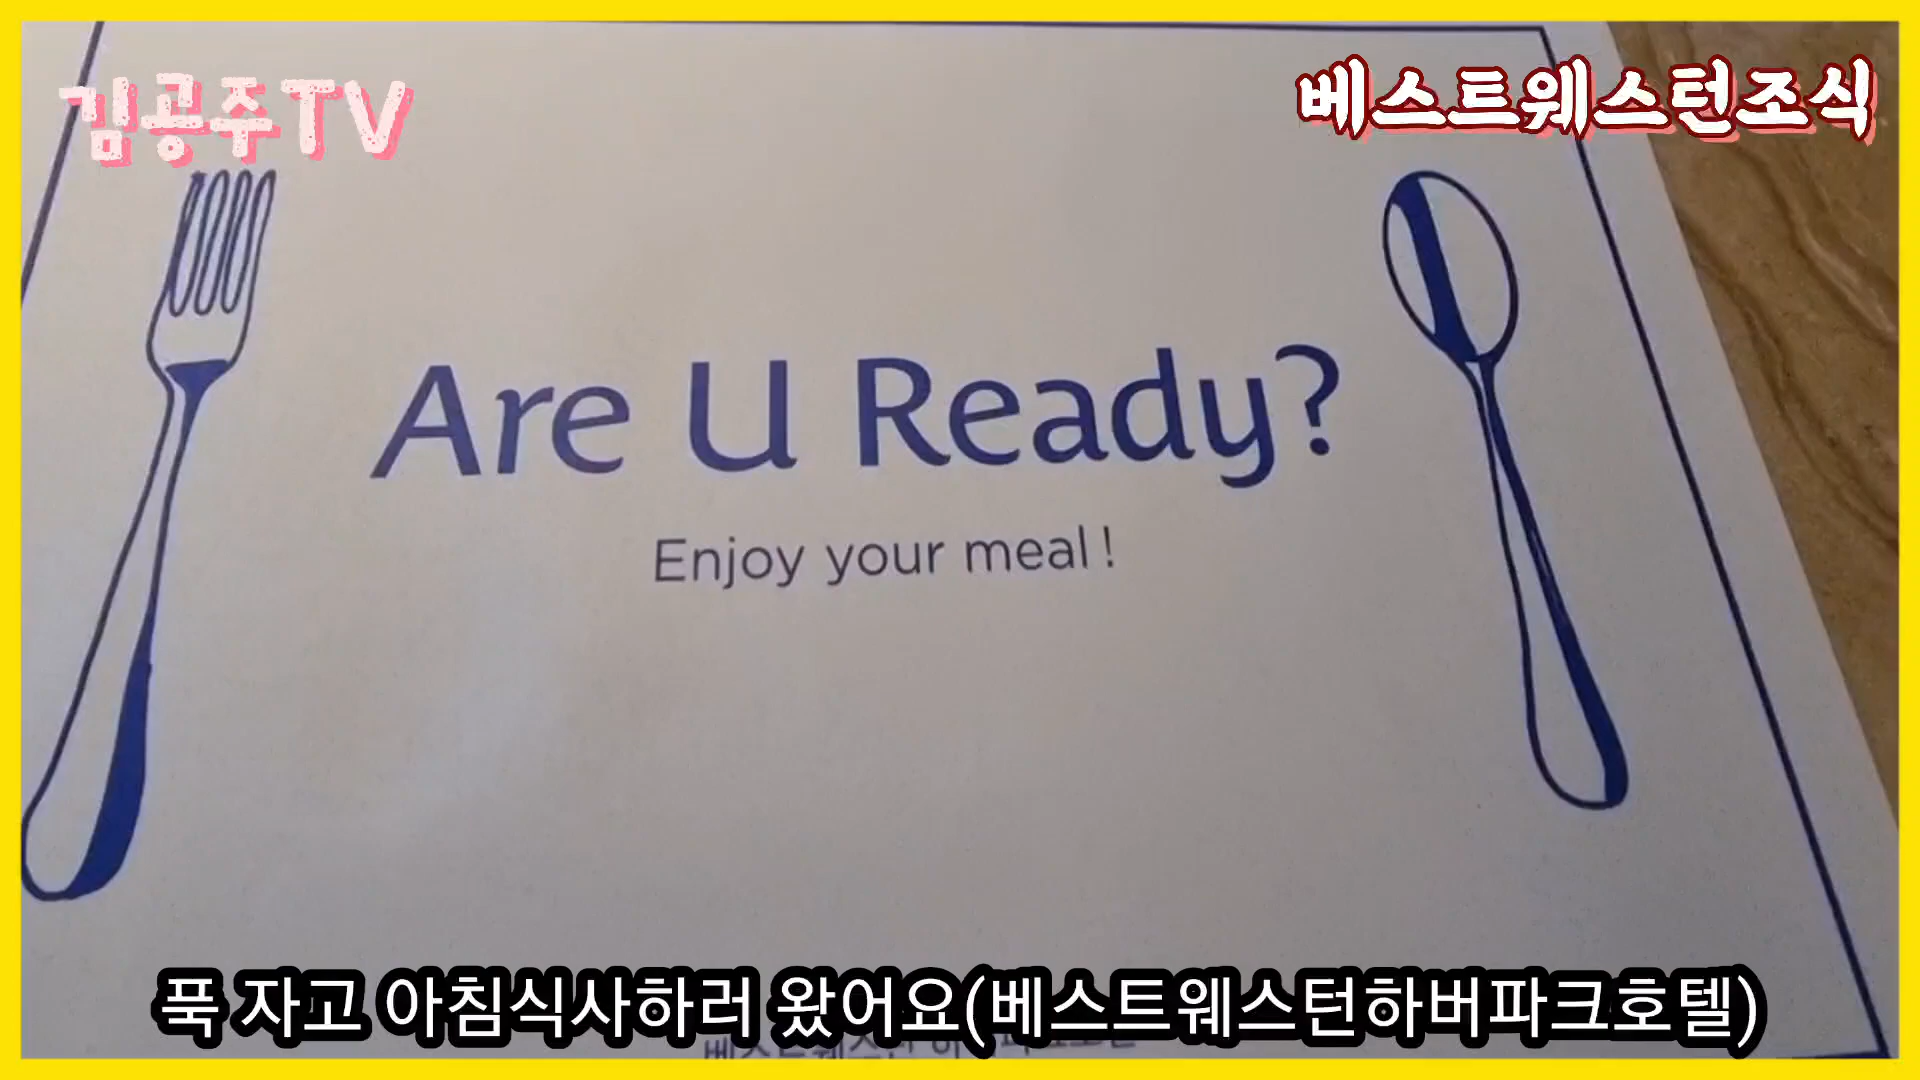 김공주TV
베스트웨스턴조식
Are U Ready?
Enjoy your meal!
푹 자고 아침식사하러 왔어요(베스트웨스턴하버파크호텔)